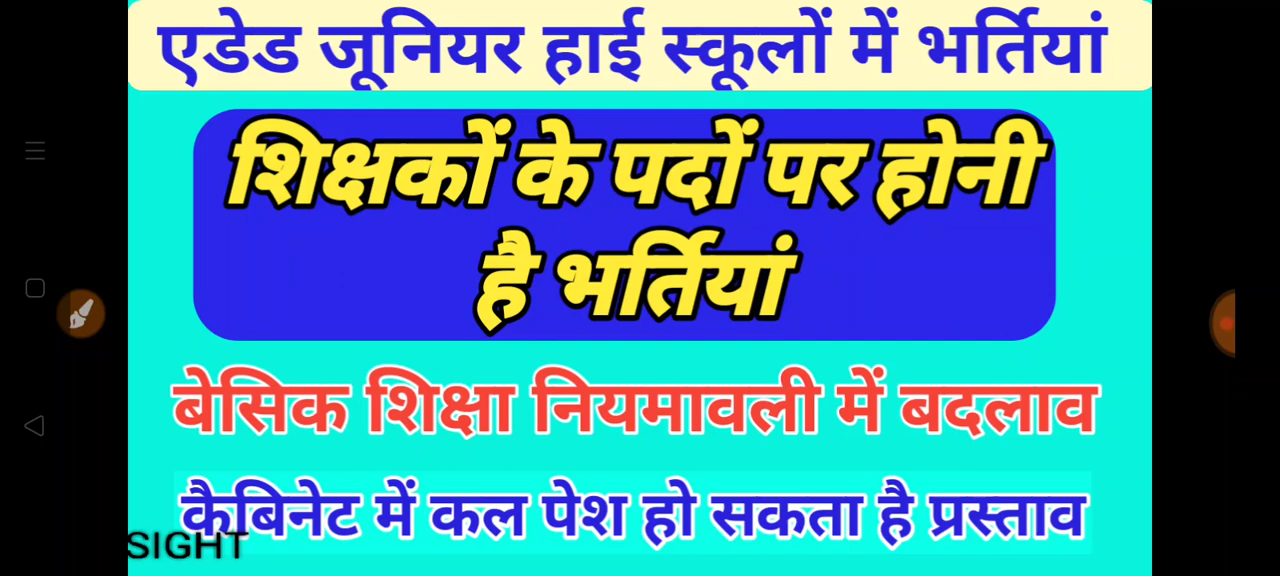 एडेड जूनियर हाई स्कूलों में भर्तियां
शिक्षकों के पदों पर होनी
है भर्तियां
बेसिक शिक्षा नियमावली में बदलाव
कैबिनेट में कल पेश हो सकता है प्रस्ताव
SIGHT